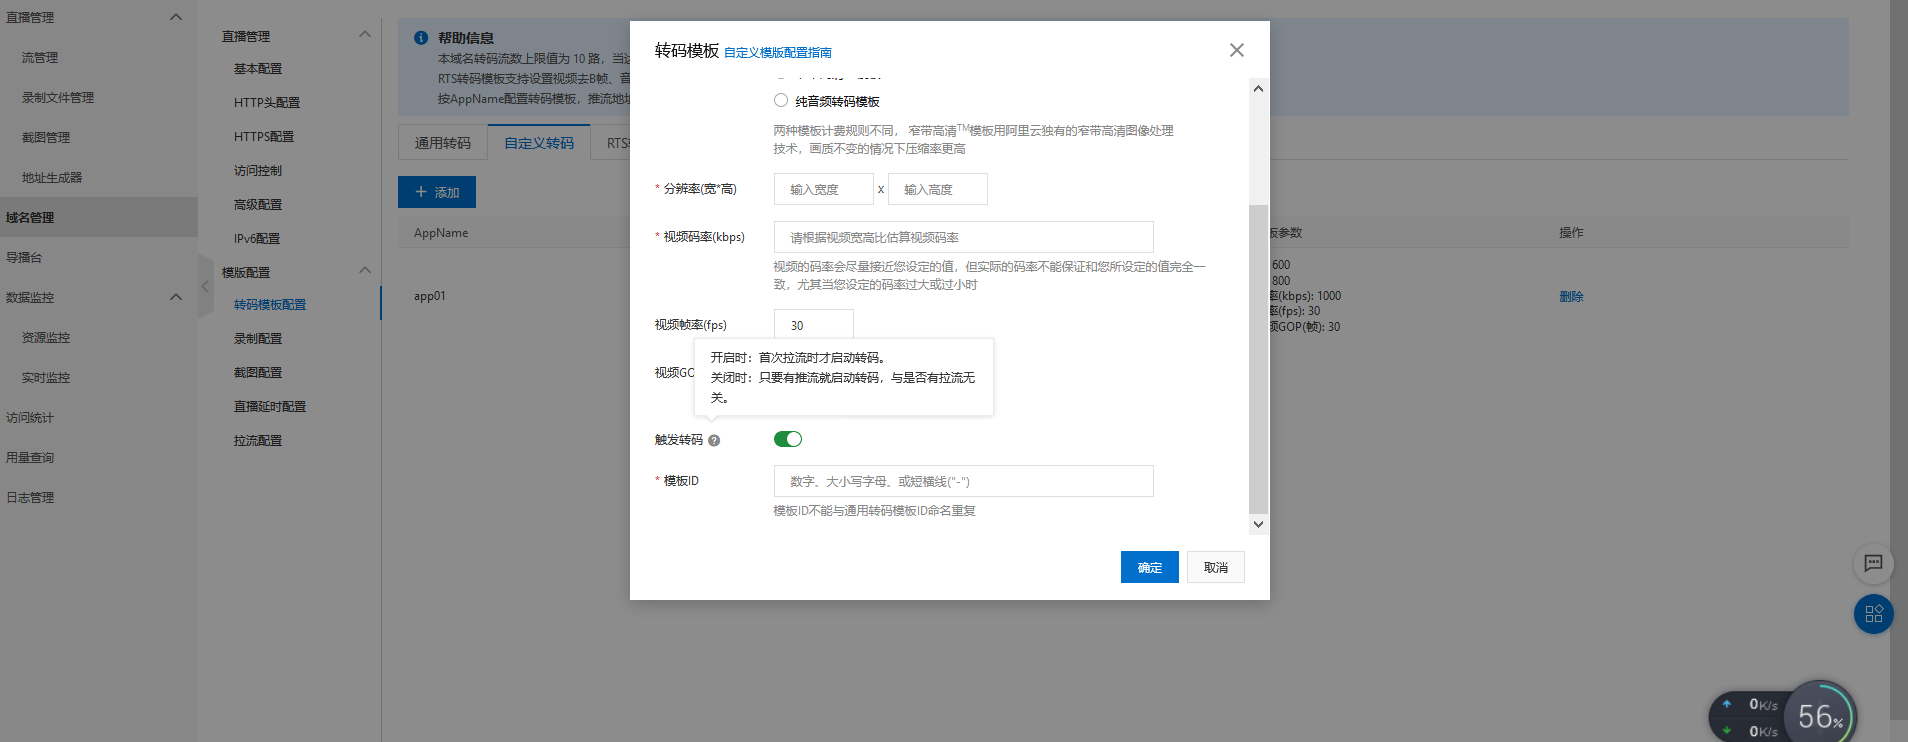 直播管理
流管理
录制文件管理
截图管理
地址生成器
域名管理
导播台
数据监控
资源监控
实时监控
访问统计
用量查询
日志管理
直播管理
基本配置
HTTP头配置
HTTPS配置
访问控制
高级配置
IPv6配置
模版配置
转码模板配置
录制配置
截图配置
直播延时配置
拉流配置
帮助信息
本域名转码流数上限值为 10 路，当达
RTS转码模板支持设置视频去B帧、音
按AppName配置转码模板，推流地址
通用转码 自定义转码 RTS
+ 添加
AppName
app01
转码模板 自定义模版配置指南
纯音频转码模板
两种模板计费规则不同， 窄带高清TM模板用阿里云独有的窄带高清图像处理
技术，画质不变的情况下压缩率更高
* 分辨率(宽*高) 输入宽度 x 输入高度
* 视频码率(kbps) 请根据视频宽高比估算视频码率
视频的码率会尽量接近您设定的值，但实际的码率不能保证和您所设定的值完全一
致，尤其当您设定的码率过大或过小时
视频帧率(fps) 30
视频GO
开启时：首次拉流时才启动转码。
关闭时：只要有推流就启动转码，与是否有拉流无
关。
触发转码 ?
* 模板ID 数字、大小写字母、或短横线("-")
模板ID不能与通用转码模板ID命名重复
确定 取消
板参数 操作
600
800
率(kbps): 1000
率(fps): 30
频GOP(帧): 30
删除
0K/s
0K/s
56%